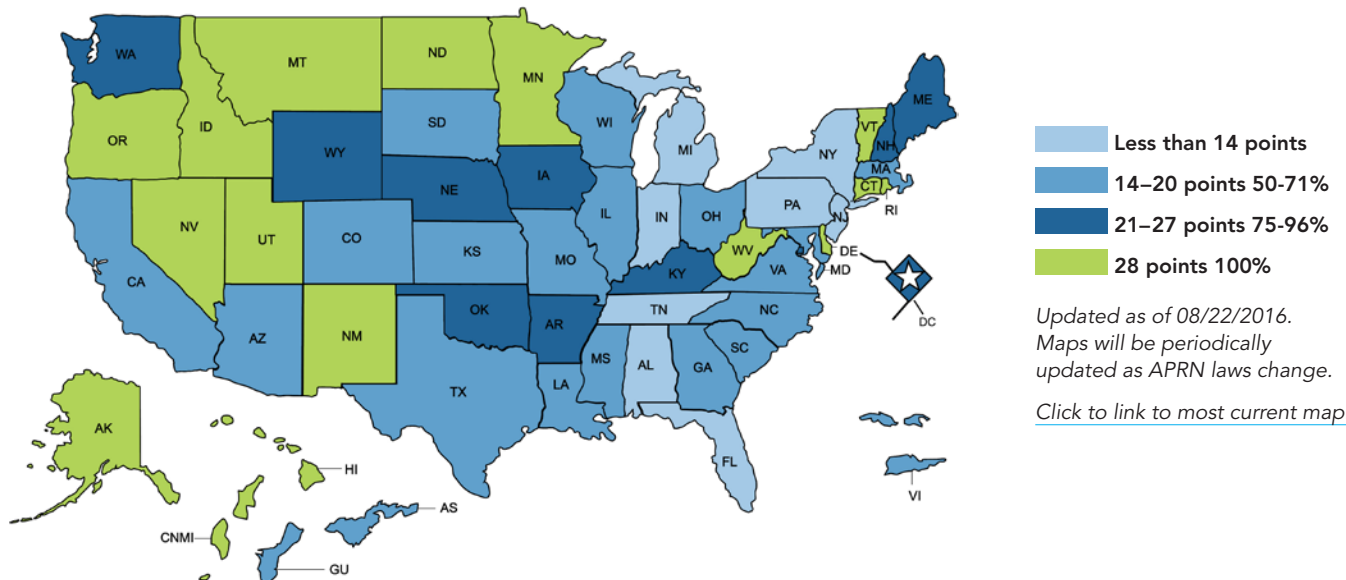 WA
MT
ND
MN
OR
ID
SD
WI
MI
NY
VT
NH
ME
MA
CT
RI
WY
NE
IA
IL
IN
OH
PA
NJ
NV
UT
CO
KS
MO
KY
WV
VA
DE
MD
DC
CA
AZ
NM
OK
AR
TN
NC
SC
TX
LA
MS
AL
GA
FL
AK
HI
AS
CNMI
GU
VI
Less than 14 points
14–20 points 50-71%
21–27 points 75-96%
28 points 100%
Updated as of 08/22/2016.
Maps will be periodically
updated as APRN laws change.
Click to link to most current map